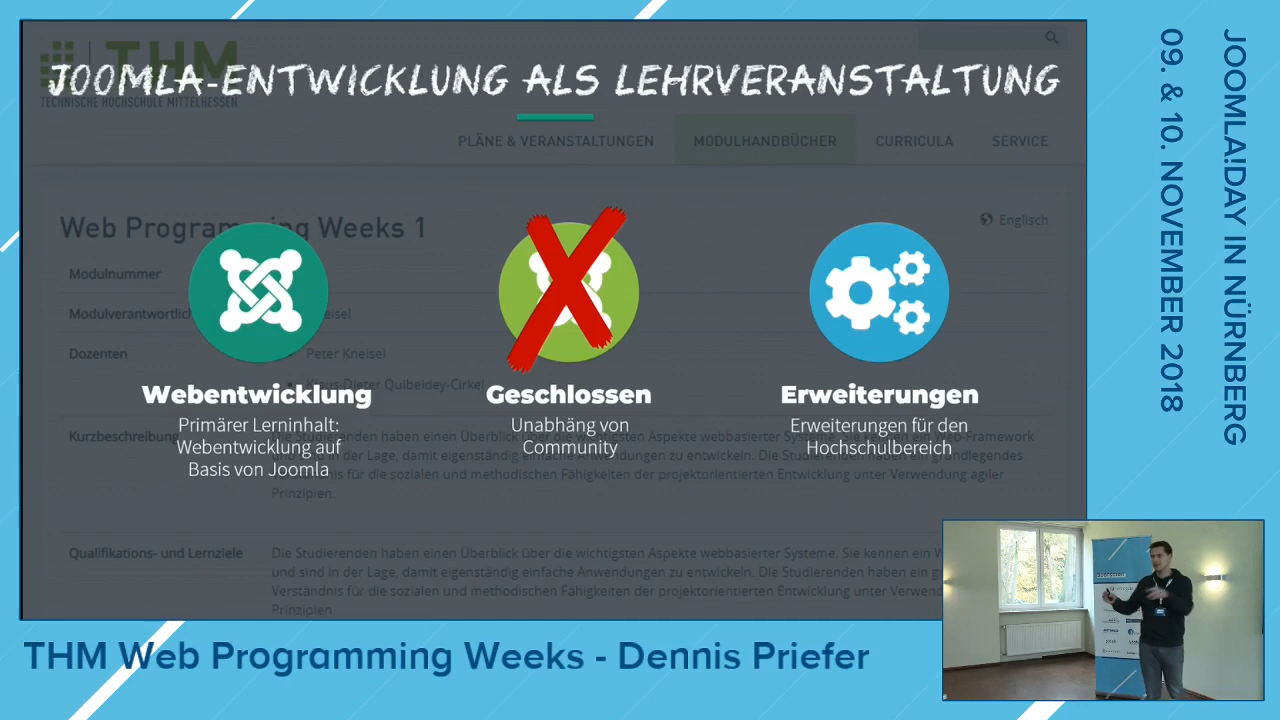 THM
TECHNISCHE HOCHSCHULE MITTELHESSEN
JOOMLA-ENTWICKLUNG ALS LEHRVERANSTALTUNG
PLÄNE & VERANSTALTUNGEN
MODULHANDBÜCHER
CURRICULA
SERVICE
Web Programming Weeks 1
Englisch
Modulnummer
Dozenten
Peter Kneisel
Webentwicklung
Primärer Lerninhalt:
Webentwicklung auf
Basis von Joomla
Geschlossen
Unabhäng von
Community
Erweiterungen
Erweiterungen für den
Hochschulbereich
Kurzbeschreibung
Prinzipien.
Qualifikations- und Lernziele
Die Studierenden haben einen Überblick über die wichtigsten Aspekte webbasierter Systeme. Sie kennen ein
und sind in der Lage, damit eigenständig einfache Anwendungen zu entwickeln. Die Studierenden haben ein
Verständnis für die sozialen und methodischen Fähigkeiten der projektorientierten Entwicklung unter
Prinzipien.
THM Web Programming Weeks - Dennis Priefer
JOOMLA!DAY IN NÜRNBERG
09. & 10. NOVEMBER 2018